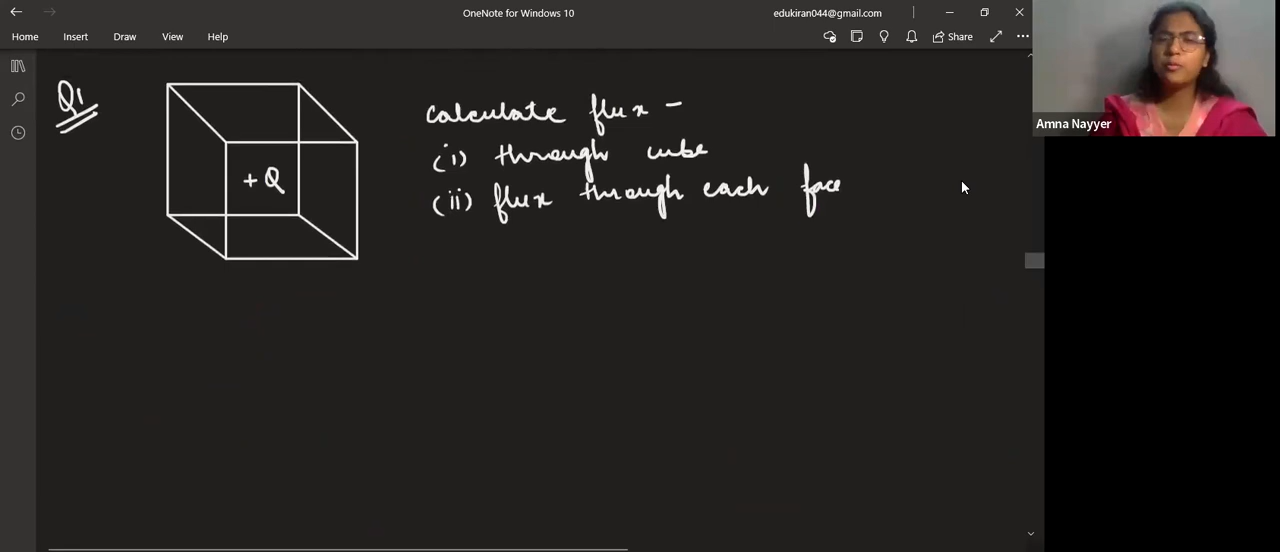 OneNote for Windows 10
edukiran044@gmail.com
Home Insert Draw View Help
Share
Amna Nayyer
Q1
+Q
calculate flux -
(i) through cube
(ii) flux through each face